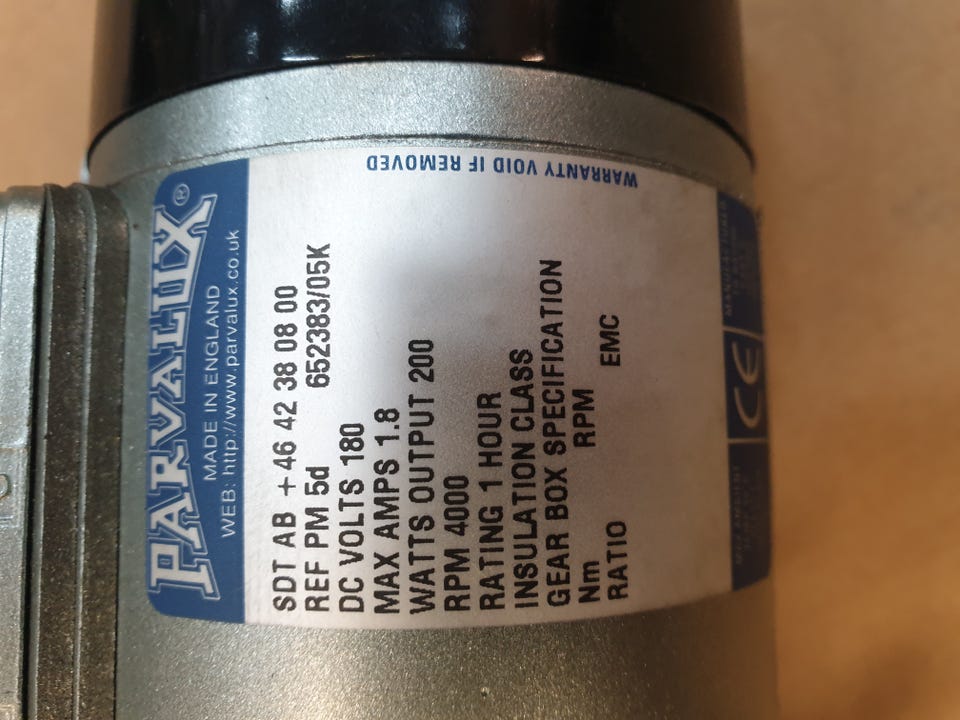 PARVALUX®
MADE IN ENGLAND
WEB: http://www.parvalux.co.uk
SDT AB + 46 42 38 08 00
REF PM 5d 652383/05K
DC VOLTS 180
MAX AMPS 1.8
WATTS OUTPUT 200
RPM 4000
RATING 1 HOUR
INSULATION CLASS
GEAR BOX SPECIFICATION
Nm RPM
RATIO EMC
CE
WARRANTY VOID IF REMOVED